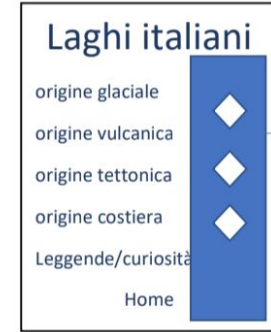 Laghi italiani
origine glaciale
origine vulcanica
origine tettonica
origine costiera
Leggende/curiosità
Home